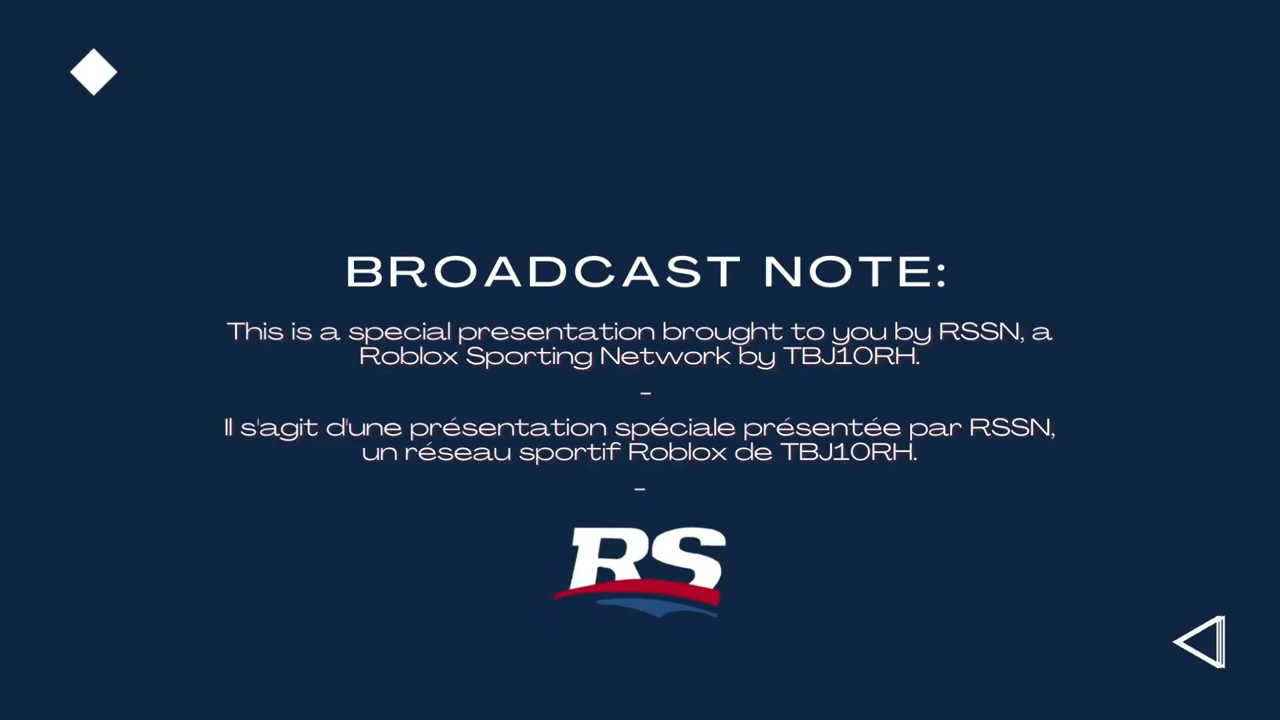 BROADCAST NOTE:
This is a special presentation brought to you by RSSN, a
Roblox Sporting Network by TBJ10RH.
-
Il s'agit d'une présentation spéciale présentée par RSSN,
un réseau sportif Roblox de TBJ10RH.
-
RS